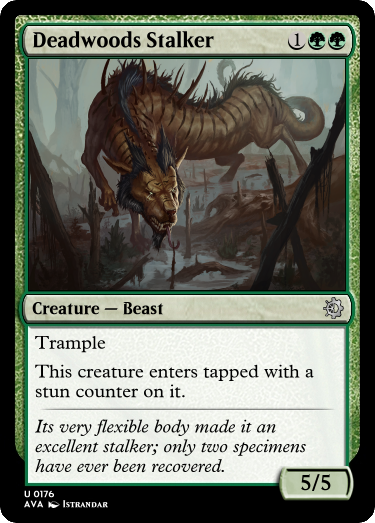 Deadwoods Stalker 1
Creature — Beast
Trample
This creature enters tapped with a
stun counter on it.
Its very flexible body made it an
excellent stalker; only two specimens
have ever been recovered.
5/5
U 0176
AVA Istrandar